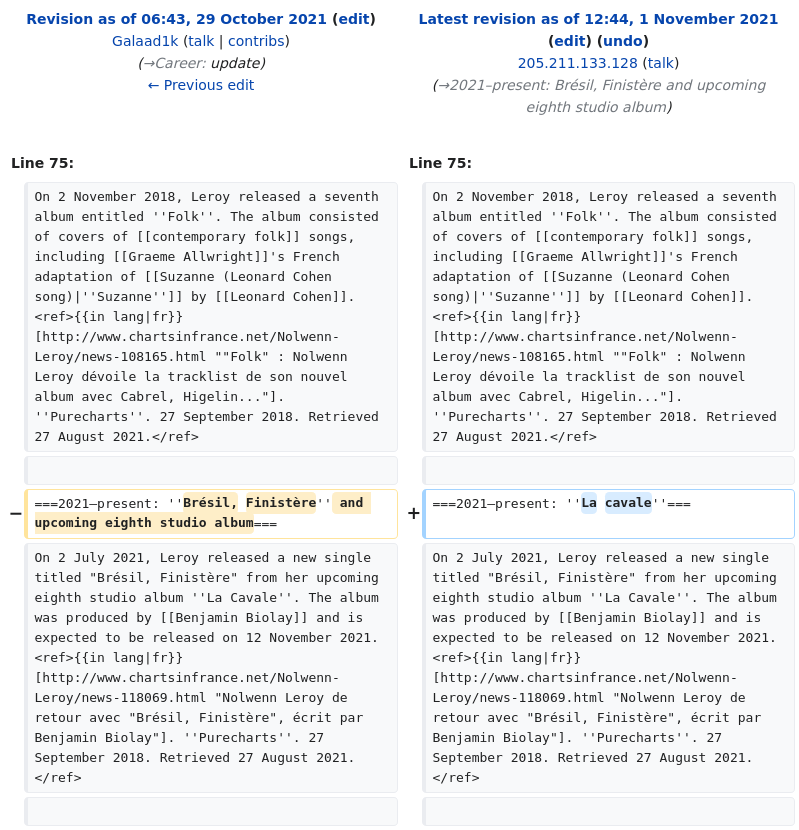 Revision as of 06:43, 29 October 2021 (edit)
Galaad1k (talk | contribs)
(→Career: update)
← Previous edit
Latest revision as of 12:44, 1 November 2021
(edit) (undo)
205.211.133.128 (talk)
(→2021–present: Brésil, Finistère and upcoming
eighth studio album)
Line 75:
Line 75:
On 2 November 2018, Leroy released a seventh
album entitled ''Folk''. The album consisted
of covers of [[contemporary folk]] songs,
including [[Graeme Allwright]]'s French
adaptation of [[Suzanne (Leonard Cohen
song)|''Suzanne'']] by [[Leonard Cohen]].
<ref>{{in lang|fr}}
[http://www.chartsinfrance.net/Nolwenn-
Leroy/news-108165.html ""Folk" : Nolwenn
Leroy dévoile la tracklist de son nouvel
album avec Cabrel, Higelin..."].
''Purecharts''. 27 September 2018. Retrieved
27 August 2021.</ref>
On 2 November 2018, Leroy released a seventh
album entitled ''Folk''. The album consisted
of covers of [[contemporary folk]] songs,
including [[Graeme Allwright]]'s French
adaptation of [[Suzanne (Leonard Cohen
song)|''Suzanne'']] by [[Leonard Cohen]].
<ref>{{in lang|fr}}
[http://www.chartsinfrance.net/Nolwenn-
Leroy/news-108165.html ""Folk" : Nolwenn
Leroy dévoile la tracklist de son nouvel
album avec Cabrel, Higelin..."].
''Purecharts''. 27 September 2018. Retrieved
27 August 2021.</ref>
− ===2021–present: ''Brésil, Finistère'' and
upcoming eighth studio album===
+ ===2021–present: ''La cavale''===
On 2 July 2021, Leroy released a new single
titled "Brésil, Finistère" from her upcoming
eighth studio album ''La Cavale''. The album
was produced by [[Benjamin Biolay]] and is
expected to be released on 12 November 2021.
<ref>{{in lang|fr}}
[http://www.chartsinfrance.net/Nolwenn-
Leroy/news-118069.html "Nolwenn Leroy de
retour avec "Brésil, Finistère", écrit par
Benjamin Biolay"]. ''Purecharts''. 27
September 2018. Retrieved 27 August 2021.
</ref>
On 2 July 2021, Leroy released a new single
titled "Brésil, Finistère" from her upcoming
eighth studio album ''La Cavale''. The album
was produced by [[Benjamin Biolay]] and is
expected to be released on 12 November 2021.
<ref>{{in lang|fr}}
[http://www.chartsinfrance.net/Nolwenn-
Leroy/news-118069.html "Nolwenn Leroy de
retour avec "Brésil, Finistère", écrit par
Benjamin Biolay"]. ''Purecharts''. 27
September 2018. Retrieved 27 August 2021.
</ref>